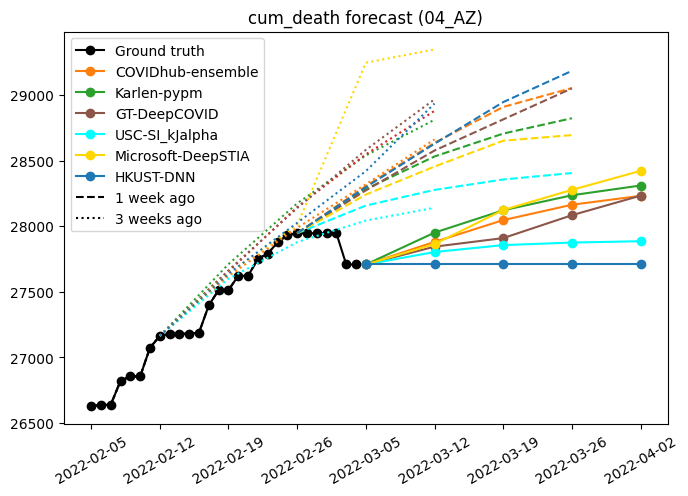 cum_death forecast (04_AZ)
Ground truth
COVIDhub-ensemble
Karlen-pypm
GT-DeepCOVID
USC-SI_kJalpha
Microsoft-DeepSTIA
HKUST-DNN
1 week ago
3 weeks ago
29000
28500
28000
27500
27000
26500
2022-02-05
2022-02-12
2022-02-19
2022-02-26
2022-03-05
2022-03-12
2022-03-19
2022-03-26
2022-04-02